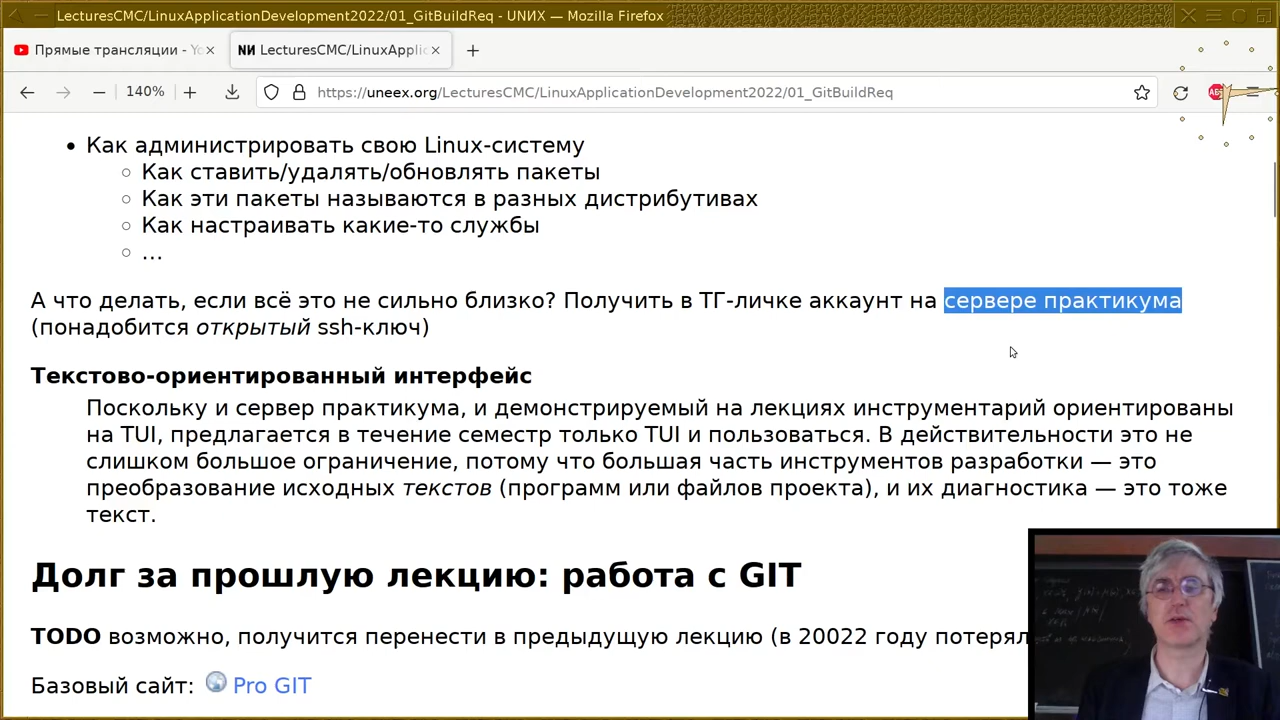 LecturesCMC/LinuxApplicationDevelopment2022/01_GitBuildReq - UNИX — Mozilla Firefox
Прямые трансляции - Yo
NИ LecturesCMC/LinuxAppli
140%
https://uneex.org/LecturesCMC/LinuxApplicationDevelopment2022/01_GitBuildReq
• Как администрировать свою Linux-систему
◦ Как ставить/удалять/обновлять пакеты
◦ Как эти пакеты называются в разных дистрибутивах
◦ Как настраивать какие-то службы
◦ …
А что делать, если всё это не сильно близко? Получить в ТГ-личке аккаунт на сервере практикума
(понадобится открытый ssh-ключ)
Текстово-ориентированный интерфейс
Поскольку и сервер практикума, и демонстрируемый на лекциях инструментарий ориентированы
на TUI, предлагается в течение семестр только TUI и пользоваться. В действительности это не
слишком большое ограничение, потому что большая часть инструментов разработки — это
преобразование исходных текстов (программ или файлов проекта), и их диагностика — это тоже
текст.
Долг за прошлую лекцию: работа с GIT
TODO возможно, получится перенести в предыдущую лекцию (в 20022 году потерял
Базовый сайт: Pro GIT